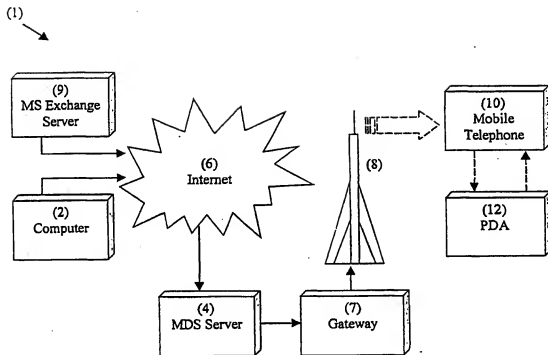 (1)
(9)
MS Exchange
Server
(2)
Computer
(6)
Internet
(4)
MDS Server
(7)
Gateway
(8)
(10)
Mobile
Telephone
(12)
PDA